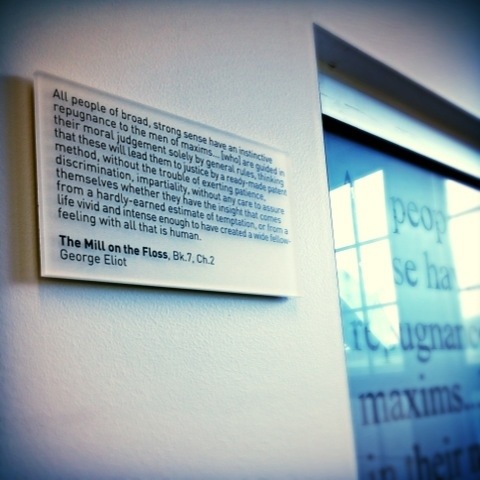 All people of broad, strong sense have an instinctive
repugnance to the men of maxims... [who] are guided in
their moral judgement solely by general rules, thinking
that these will lead them to justice by a ready-made patent
method, without the trouble of exerting patience,
discrimination, impartiality, without any care to assure
themselves whether they have the insight that comes
from a hardly-earned estimate of temptation, or from a
life vivid and intense enough to have created a wide fellow-
feeling with all that is human.
The Mill on the Floss, Bk.7, Ch.2
George Eliot
peop
se ha
repugnanc
maxims...
in their